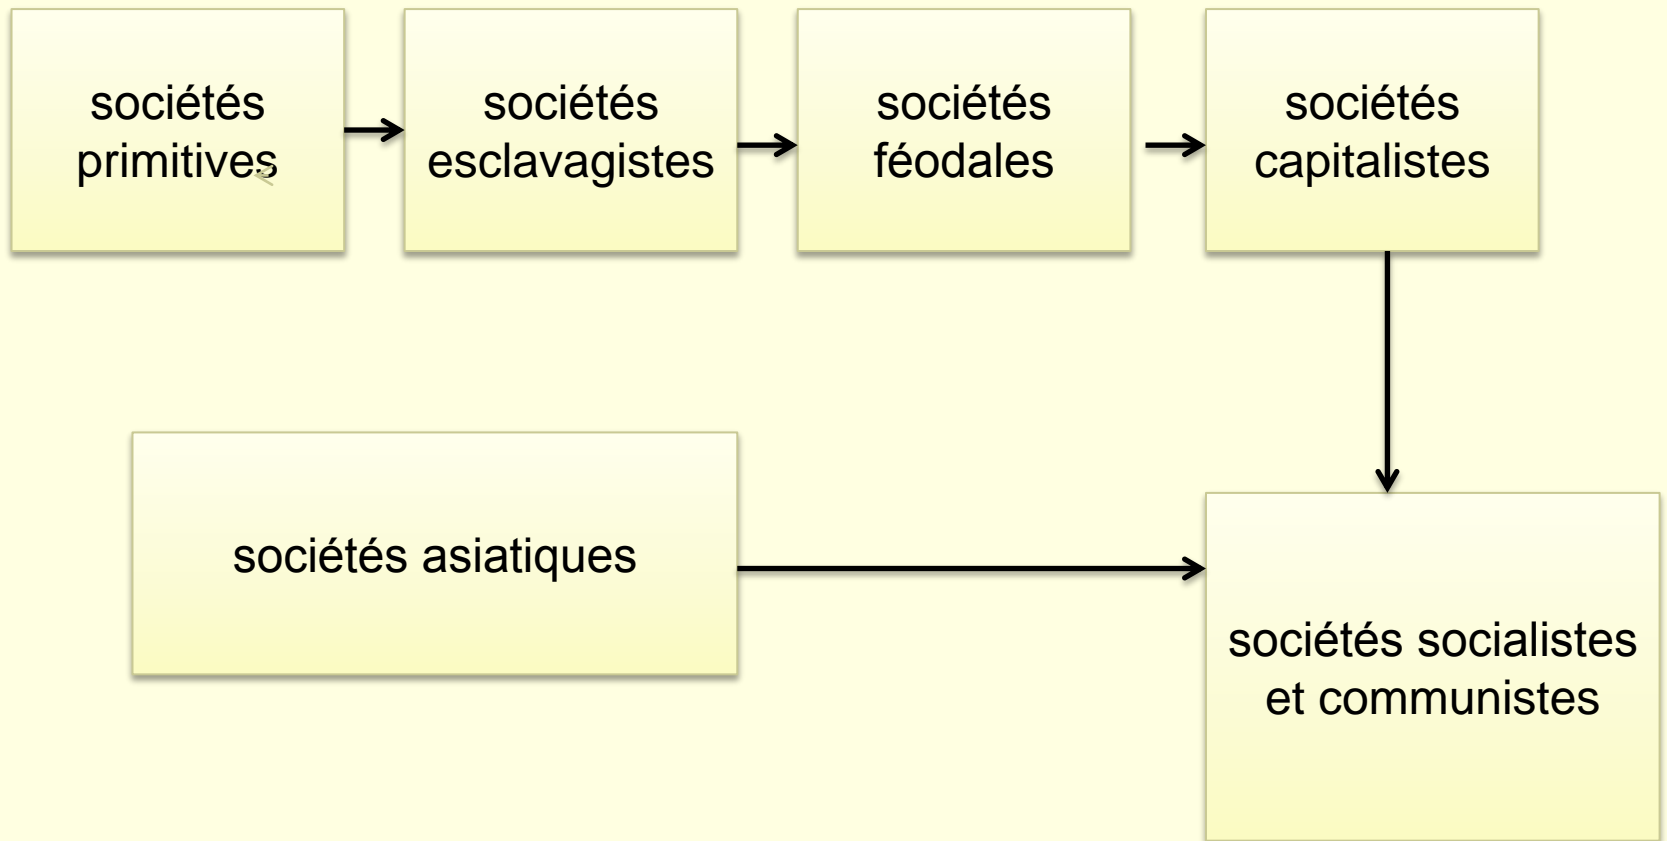 sociétés
primitives
sociétés
esclavagistes
sociétés
féodales
sociétés
capitalistes
sociétés asiatiques
sociétés socialistes
et communistes